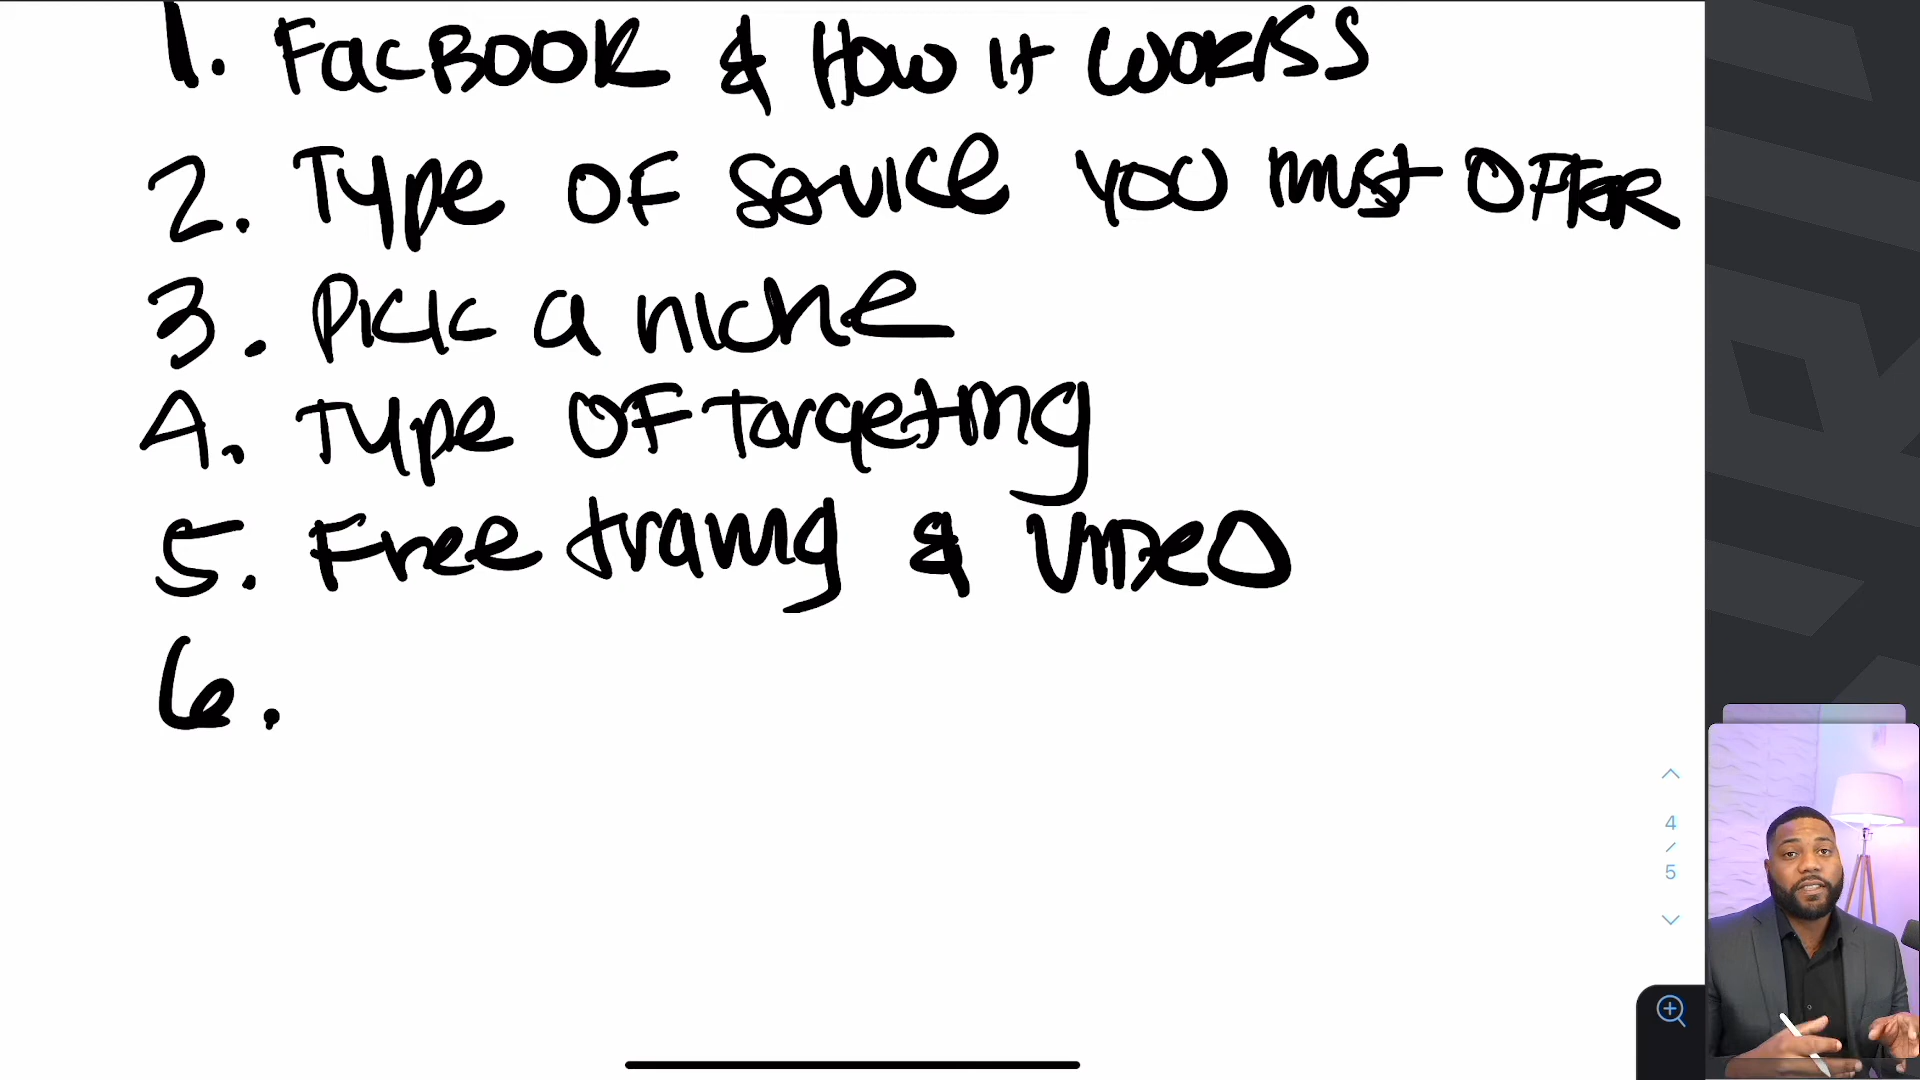 1. FacBook & How it works
2. Type of Service you must offer
3. Pick a niche
4. Type of Targeting
5. Free traing & video
6.
4
/
5